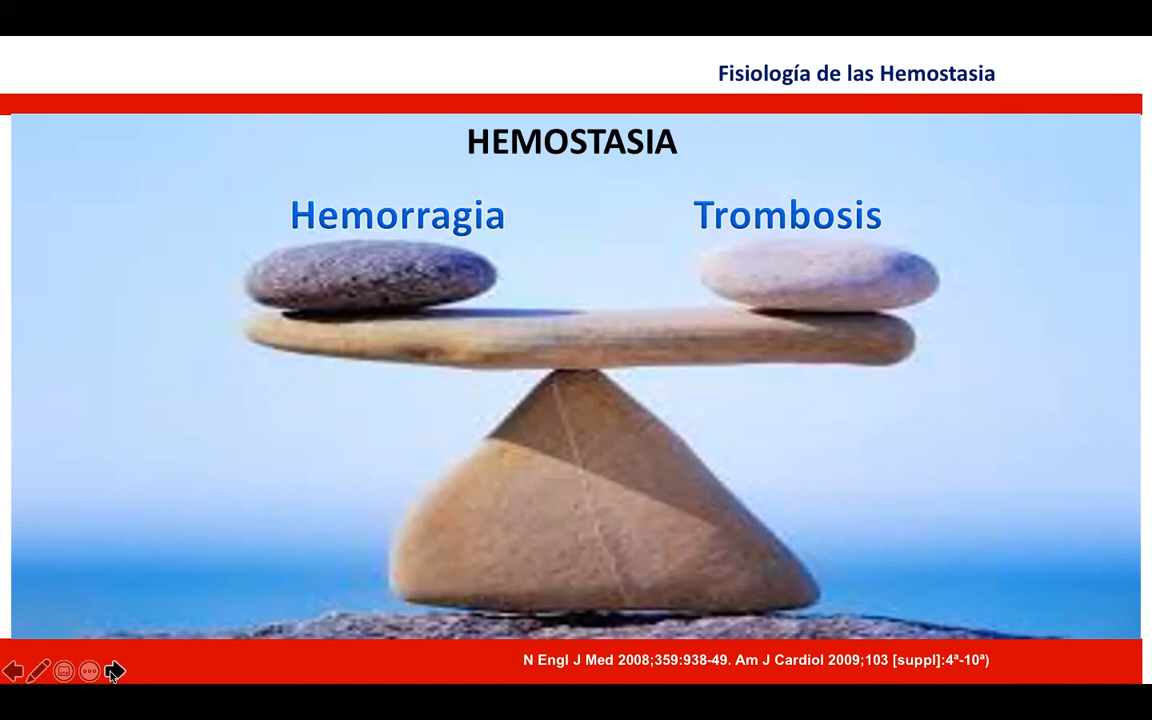 Fisiología de las Hemostasia
HEMOSTASIA
Hemorragia
Trombosis
N Engl J Med 2008;359:938-49. Am J Cardiol 2009;103 [suppl]:4ª-10ª)